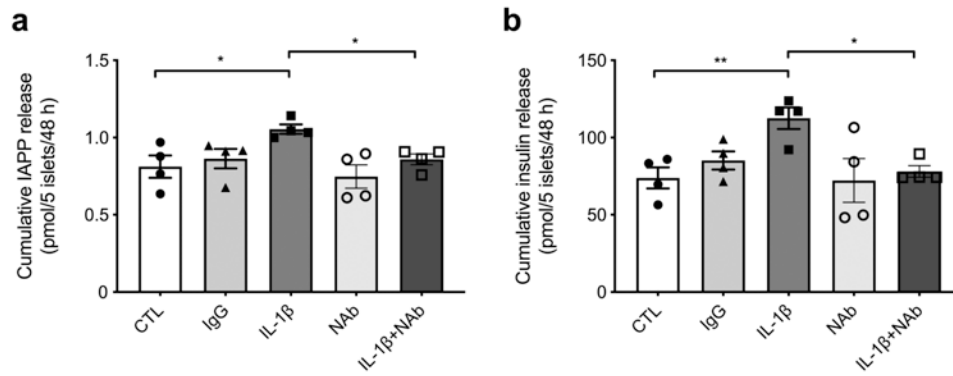 a
Cumulative IAPP release
(pmol/5 islets/48 h)
1.5
1.0
0.5
0
*
*
CTL
IgG
IL-1β
NAb
IL-1β+NAb
b
Cumulative insulin release
(pmol/5 islets/48 h)
150
100
50
0
**
*
CTL
IgG
IL-1β
NAb
IL-1β+NAb